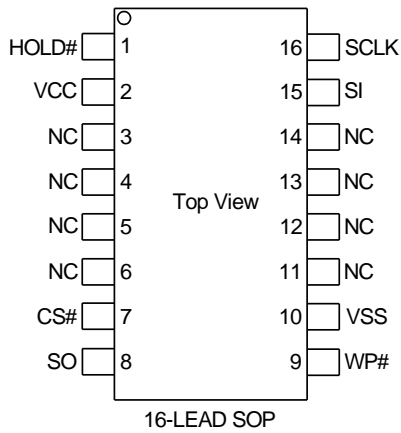 HOLD# 1 16 SCLK
VCC 2 15 SI
NC 3 14 NC
NC 4 13 NC
Top View
NC 5 12 NC
NC 6 11 NC
CS# 7 10 VSS
SO 8 9 WP#
16-LEAD SOP